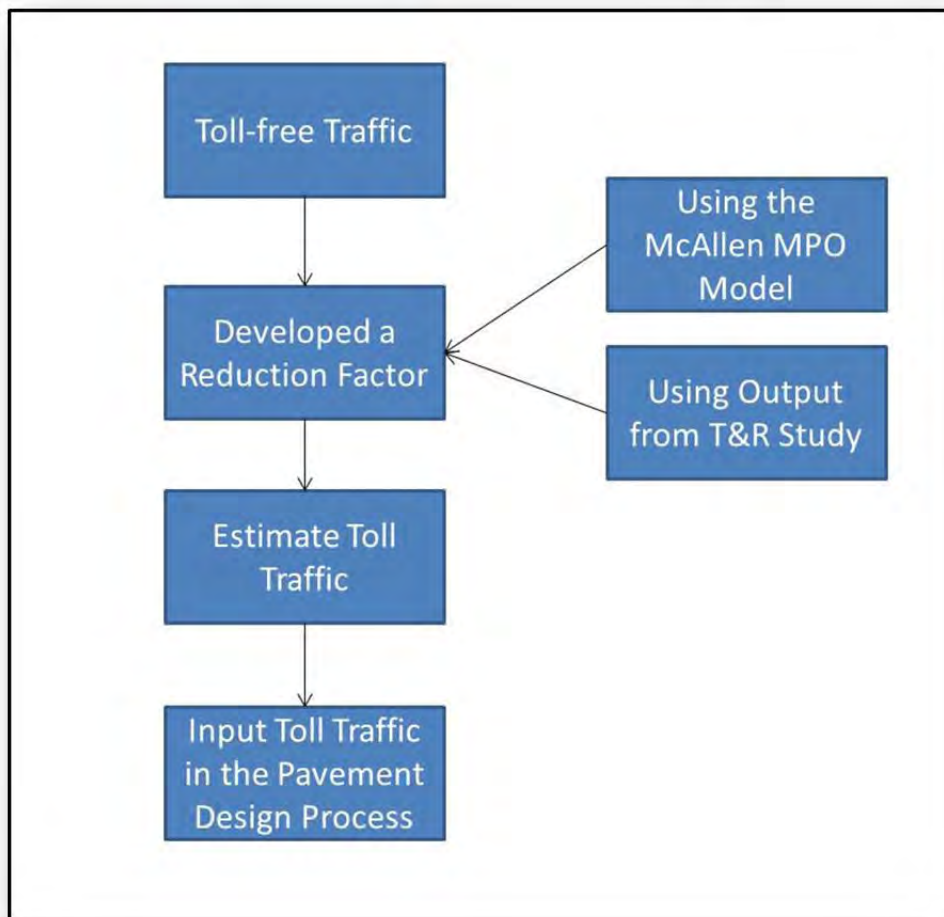 Toll-free Traffic
Developed a
Reduction Factor
Estimate Toll
Traffic
Input Toll Traffic
in the Pavement
Design Process
Using the
McAllen MPO
Model
Using Output
from T&R Study